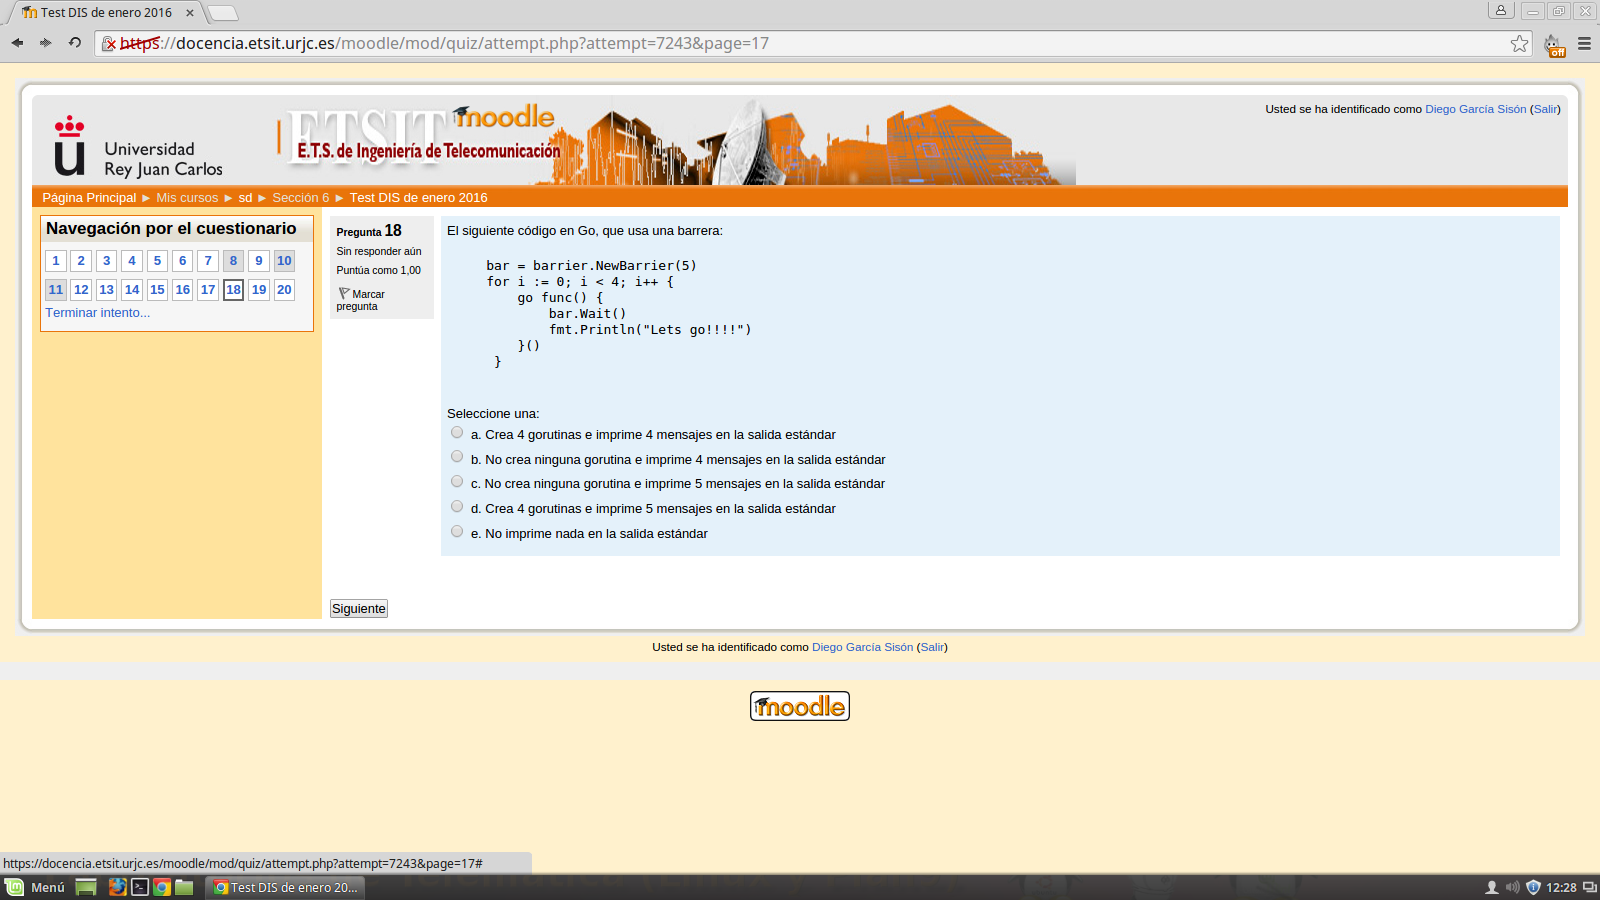 Test DIS de enero 2016
https://docencia.etsit.urjc.es/moodle/mod/quiz/attempt.php?attempt=7243&page=17
off
Universidad
Rey Juan Carlos
ETSIT moodle
E.T.S. de Ingeniería de Telecomunicación
Usted se ha identificado como Diego García Sisón (Salir)
Página Principal ► Mis cursos ► sd ► Sección 6 ► Test DIS de enero 2016
Navegación por el cuestionario
1 2 3 4 5 6 7 8 9 10
11 12 13 14 15 16 17 18 19 20
Terminar intento...
Pregunta 18
Sin responder aún
Puntúa como 1,00
Marcar
pregunta
El siguiente código en Go, que usa una barrera:
bar = barrier.NewBarrier(5)
for i := 0; i < 4; i++ {
go func() {
bar.Wait()
fmt.Println("Lets go!!!!")
}()
}
Seleccione una:
a. Crea 4 gorutinas e imprime 4 mensajes en la salida estándar
b. No crea ninguna gorutina e imprime 4 mensajes en la salida estándar
c. No crea ninguna gorutina e imprime 5 mensajes en la salida estándar
d. Crea 4 gorutinas e imprime 5 mensajes en la salida estándar
e. No imprime nada en la salida estándar
Siguiente
Usted se ha identificado como Diego García Sisón (Salir)
moodle
https://docencia.etsit.urjc.es/moodle/mod/quiz/attempt.php?attempt=7243&page=17#
Menú
Test DIS de enero 20...
12:28